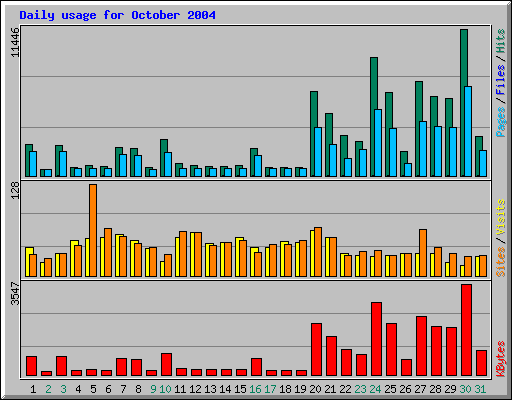 Daily usage for October 2004
11446
128
3547
Pages / Files / Hits
Sites / Visits
KBytes
1 2 3 4 5 6 7 8 9 10 11 12 13 14 15 16 17 18 19 20 21 22 23 24 25 26 27 28 29 30 31